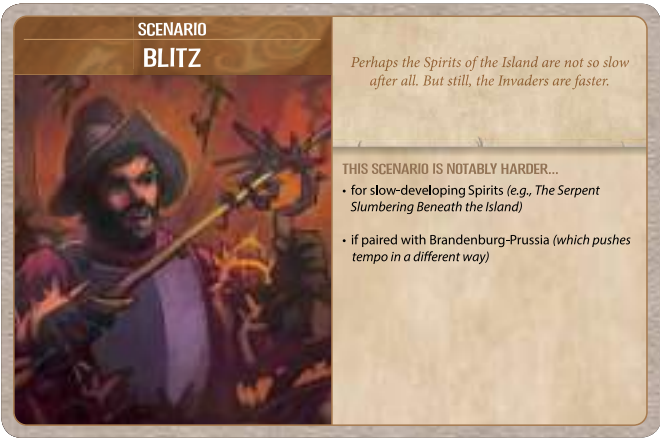 SCENARIO
BLITZ
Perhaps the Spirits of the Island are not so slow
after all. But still, the Invaders are faster.
THIS SCENARIO IS NOTABLY HARDER...
• for slow-developing Spirits (e.g., The Serpent
Slumbering Beneath the Island)
• if paired with Brandenburg-Prussia (which pushes
tempo in a different way)